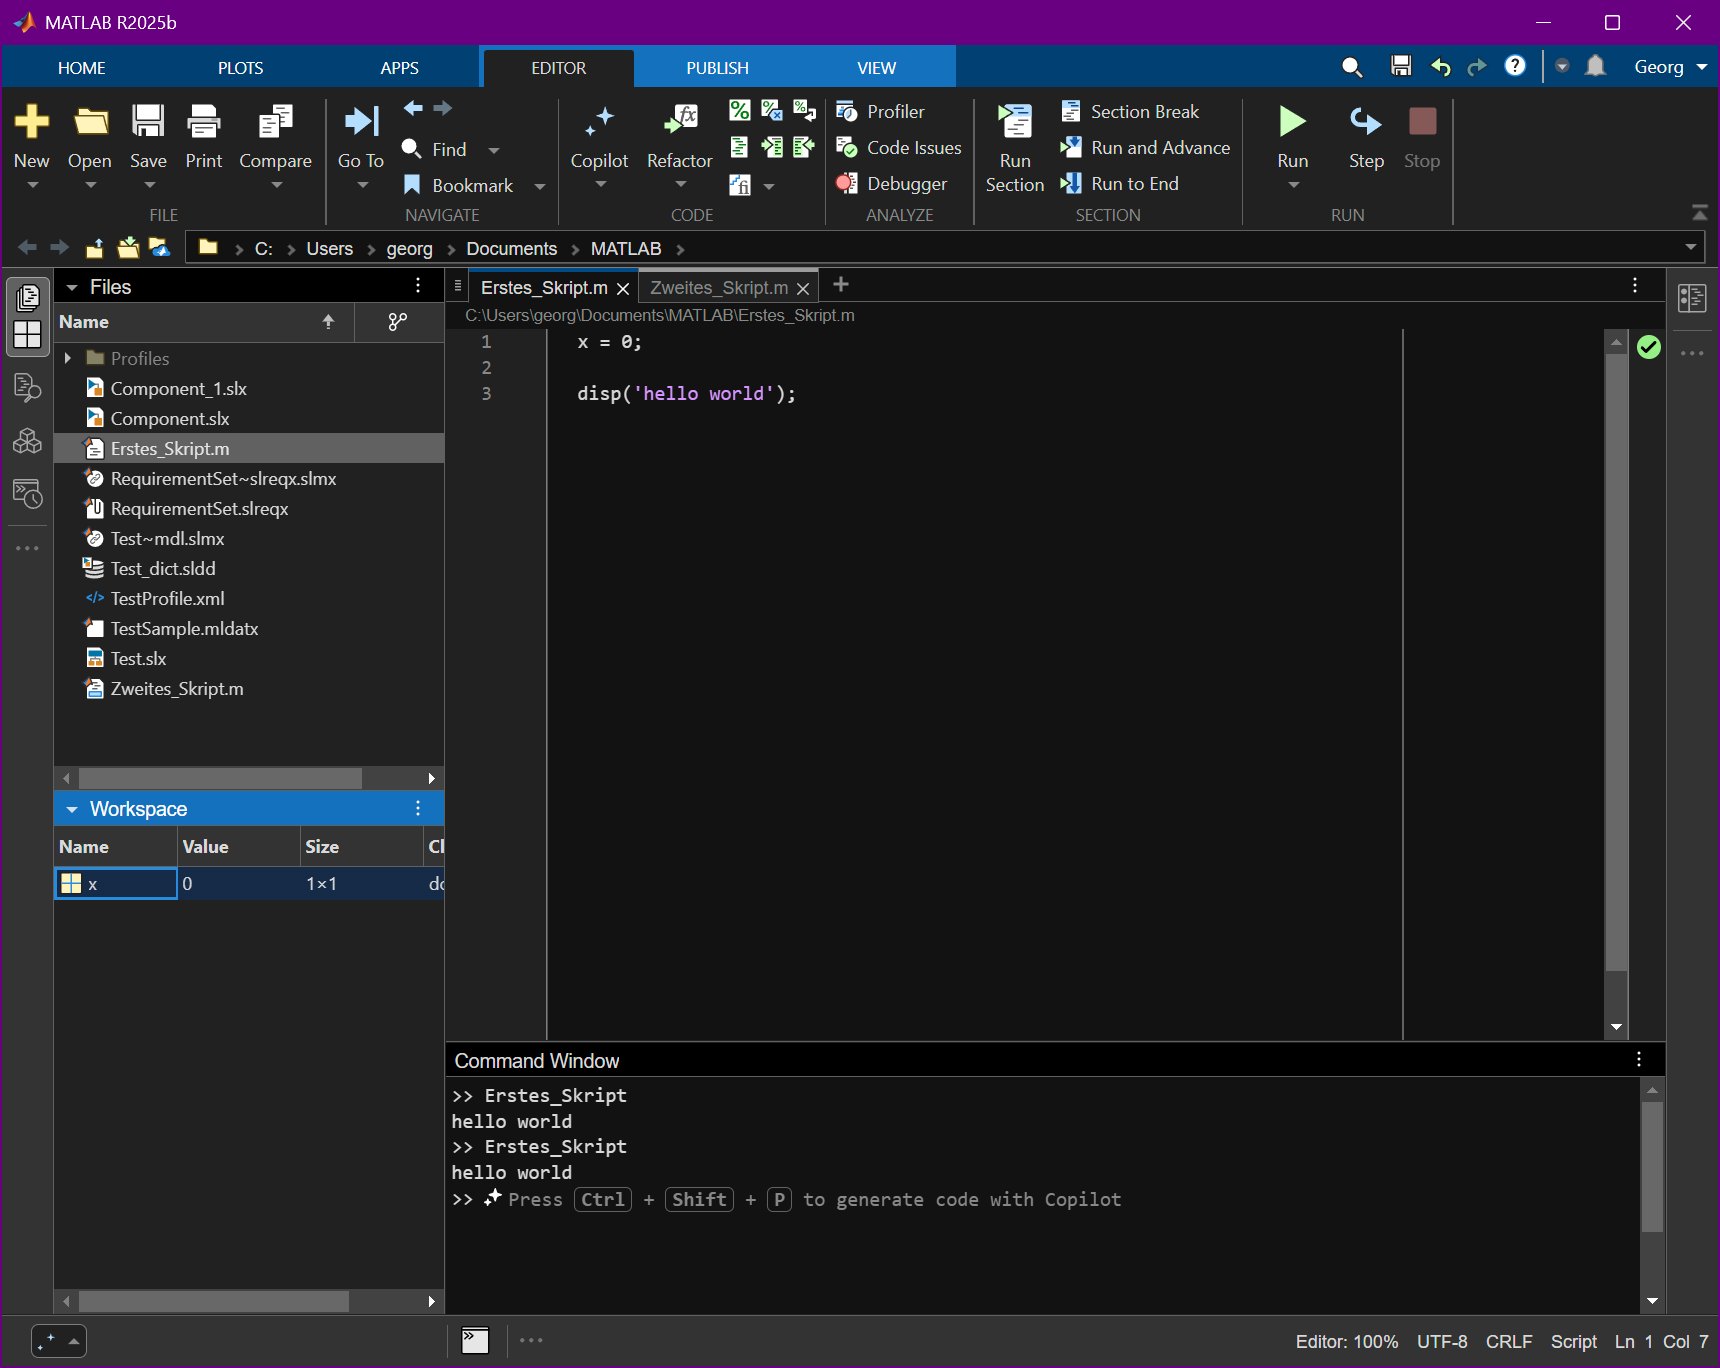 MATLAB R2025b
HOME PLOTS APPS EDITOR PUBLISH VIEW
Georg
New Open Save Print Compare
FILE
Go To
Find
Bookmark
NAVIGATE
Copilot Refactor
CODE
Profiler
Code Issues
Debugger
ANALYZE
Run
Section
Section Break
Run and Advance
Run to End
SECTION
Run Step Stop
RUN
C: Users georg Documents MATLAB
Files
Name
Profiles
Component_1.slx
Component.slx
Erstes_Skript.m
RequirementSet~slreqx.slmx
RequirementSet.slreqx
Test~mdl.slmx
Test_dict.sldd
TestProfile.xml
TestSample.mldatx
Test.slx
Zweites_Skript.m
Workspace
Name Value Size Cl
x 0 1×1 do
Erstes_Skript.m Zweites_Skript.m
C:\Users\georg\Documents\MATLAB\Erstes_Skript.m
1 x = 0;
2
3 disp('hello world');
Command Window
>> Erstes_Skript
hello world
>> Erstes_Skript
hello world
>> Press Ctrl + Shift + P to generate code with Copilot
Editor: 100% UTF-8 CRLF Script Ln 1 Col 7